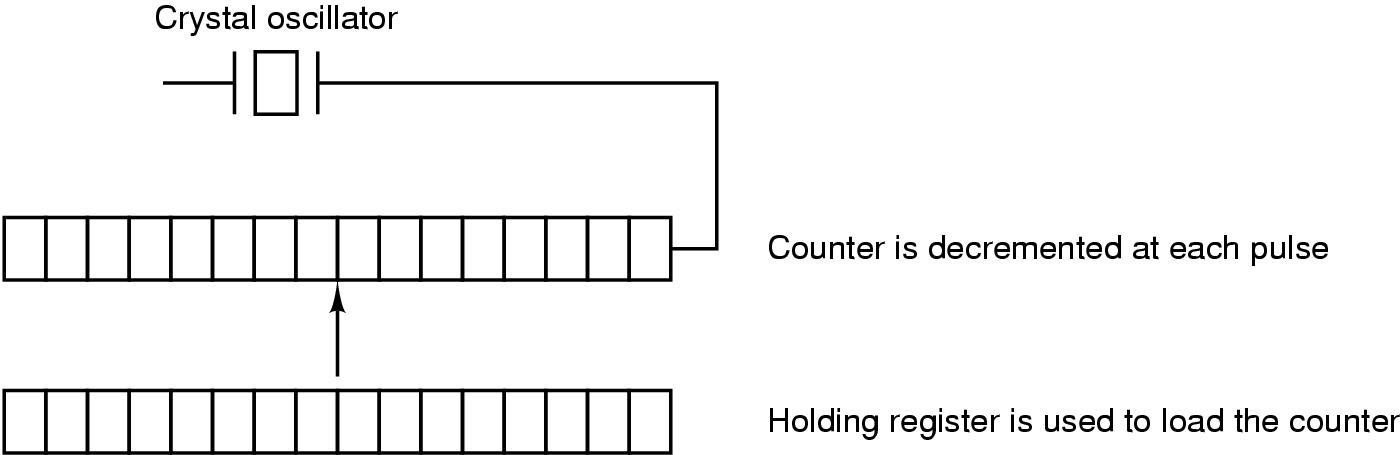 Crystal oscillator
Counter is decremented at each pulse
Holding register is used to load the counter